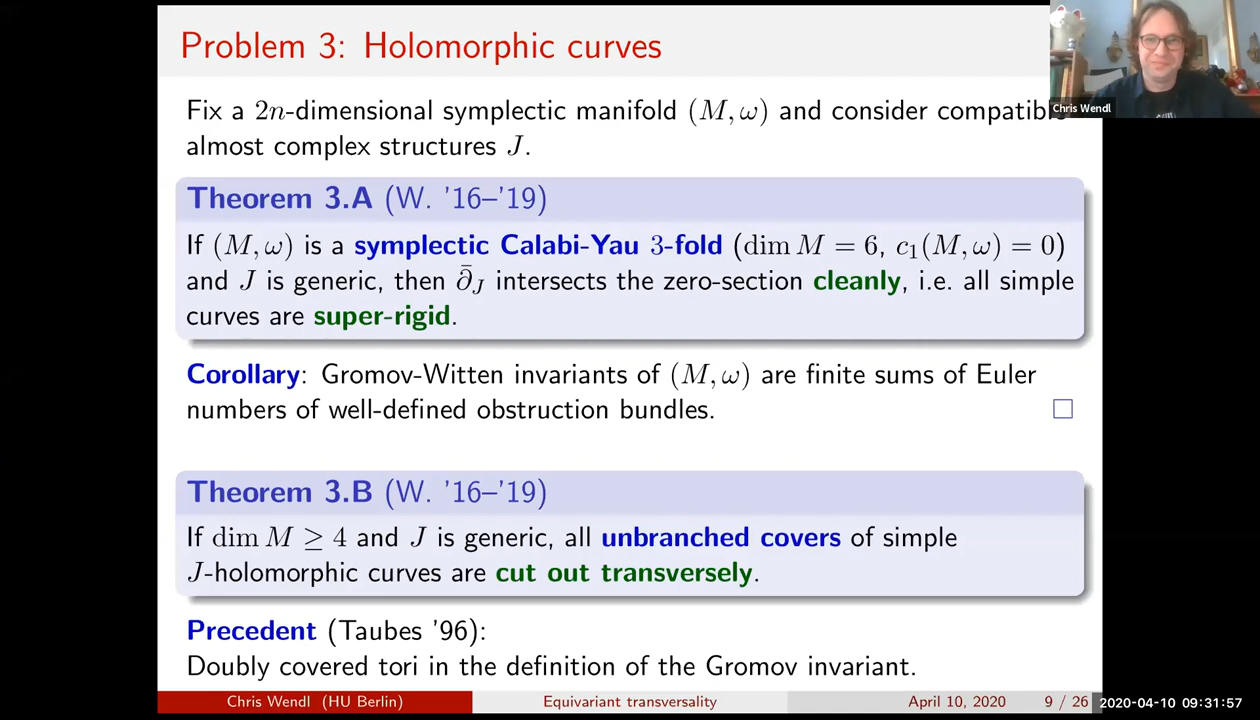 Problem 3: Holomorphic curves
Chris Wendl
Fix a 2n-dimensional symplectic manifold (M, ω) and consider compatible
almost complex structures J.
Theorem 3.A (W. '16–'19)
If (M, ω) is a symplectic Calabi-Yau 3-fold (dim M = 6, c₁(M, ω) = 0)
and J is generic, then ∂̄_J intersects the zero-section cleanly, i.e. all simple
curves are super-rigid.
Corollary: Gromov-Witten invariants of (M, ω) are finite sums of Euler
numbers of well-defined obstruction bundles. □
Theorem 3.B (W. '16–'19)
If dim M ≥ 4 and J is generic, all unbranched covers of simple
J-holomorphic curves are cut out transversely.
Precedent (Taubes '96):
Doubly covered tori in the definition of the Gromov invariant.
Chris Wendl (HU Berlin) Equivariant transversality April 10, 2020 9 / 26
2020-04-10 09:31:57